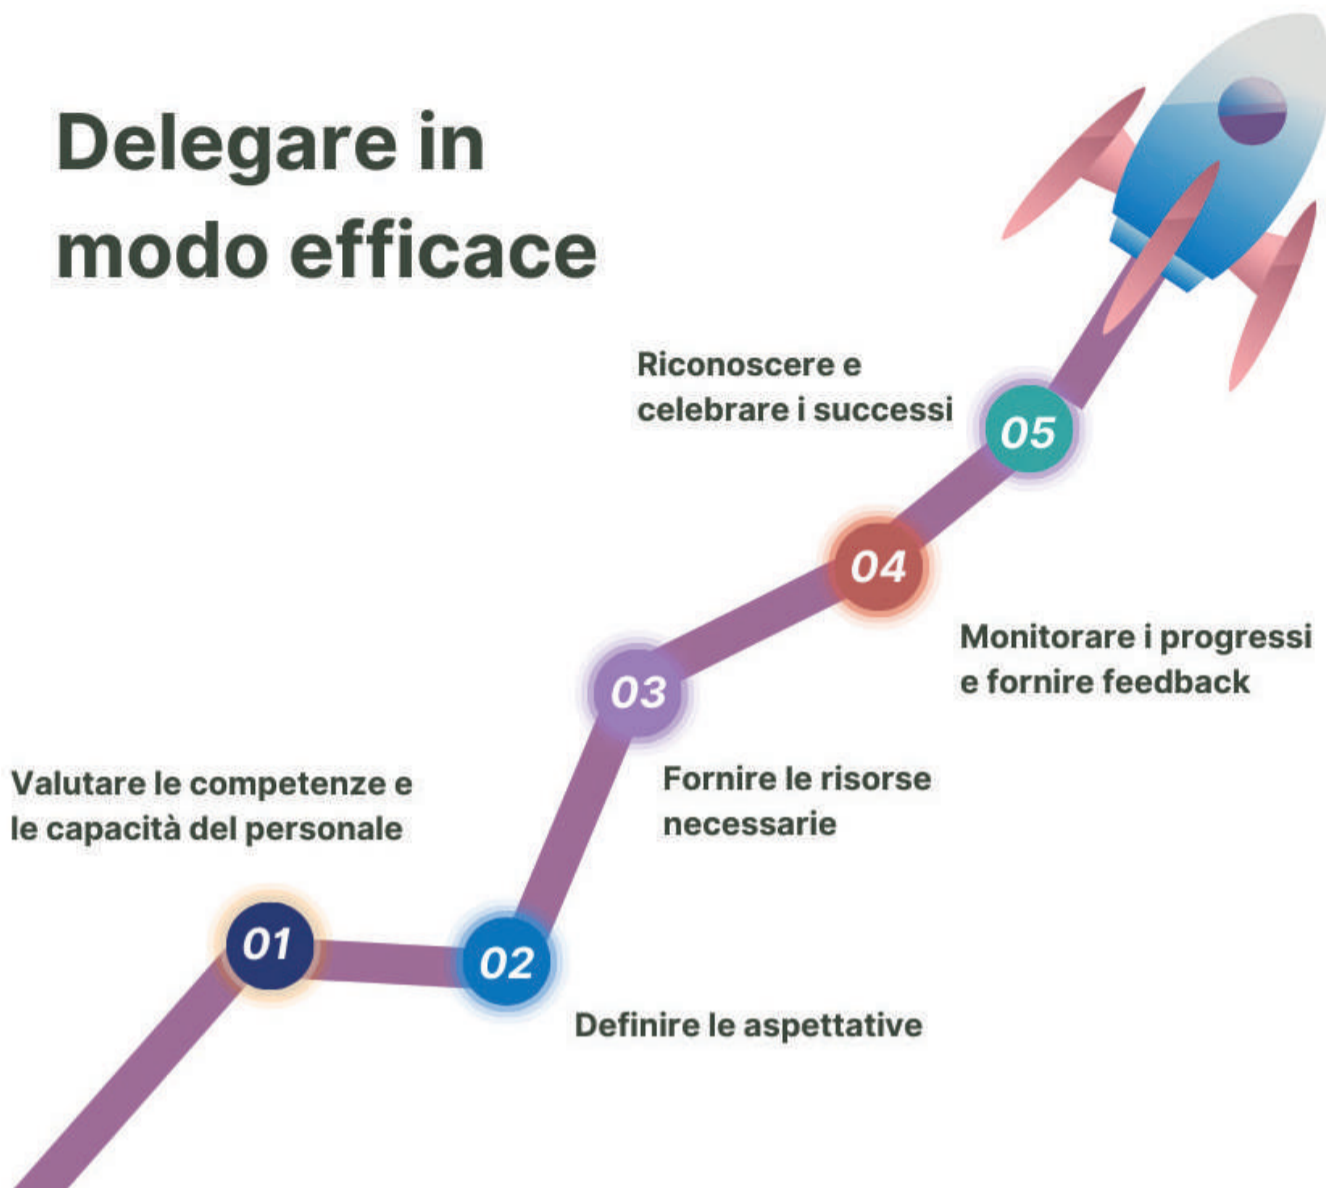 Delegare in
modo efficace
01
Valutare le competenze e
le capacità del personale
02
Definire le aspettative
03
Fornire le risorse
necessarie
04
Monitorare i progressi
e fornire feedback
05
Riconoscere e
celebrare i successi